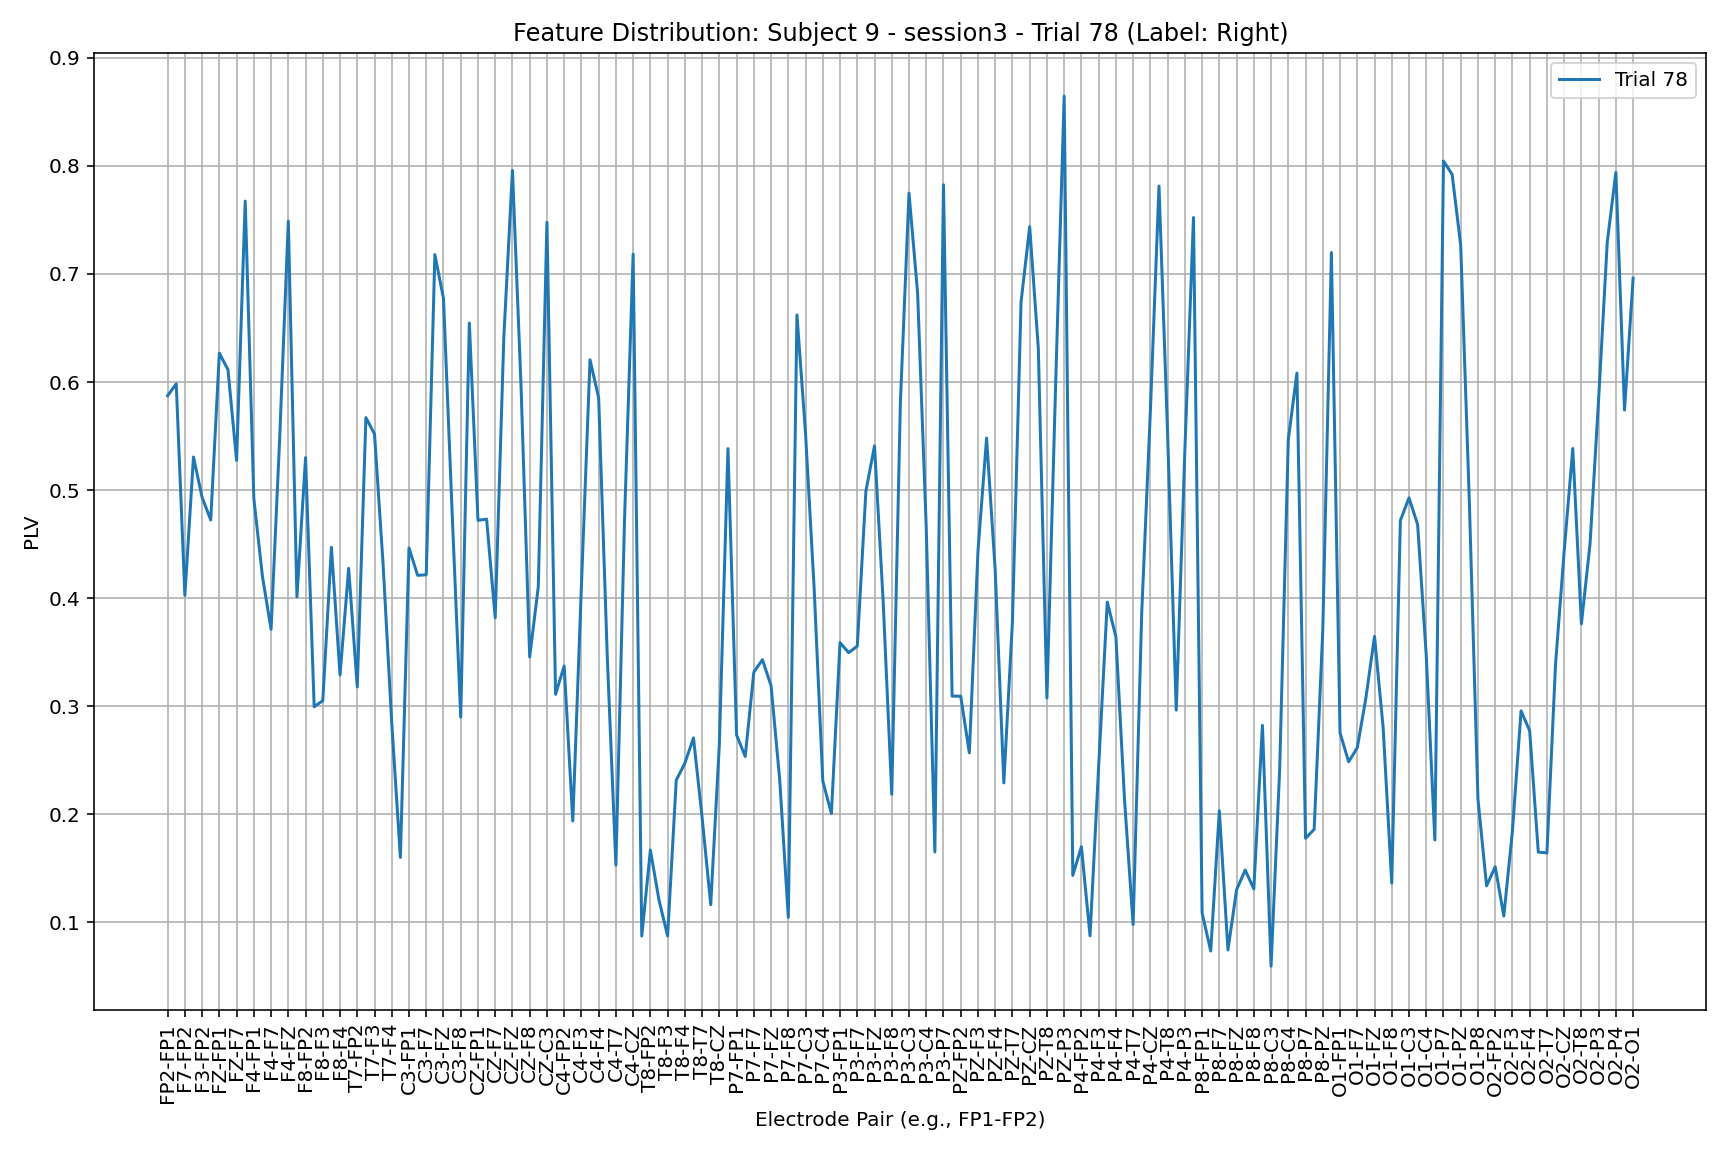 Feature Distribution: Subject 9 - session3 - Trial 78 (Label: Right)
Trial 78
PLV
0.9
0.8
0.7
0.6
0.5
0.4
0.3
0.2
0.1
FP2-FP1
F7-FP2
F3-FP2
FZ-FP1
FZ-F7
F4-FP1
F4-F7
F4-FZ
F8-FP2
F8-F3
F8-F4
T7-FP2
T7-F3
T7-F4
C3-FP1
C3-F7
C3-FZ
C3-F8
CZ-FP1
CZ-F7
CZ-FZ
CZ-F8
CZ-C3
C4-FP2
C4-F3
C4-F4
C4-T7
C4-CZ
T8-FP2
T8-F3
T8-F4
T8-T7
T8-CZ
P7-FP1
P7-F7
P7-FZ
P7-F8
P7-C3
P7-C4
P3-FP1
P3-F7
P3-FZ
P3-F8
P3-C3
P3-C4
P3-P7
PZ-FP2
PZ-F3
PZ-F4
PZ-T7
PZ-CZ
PZ-T8
PZ-P3
P4-FP2
P4-F3
P4-F4
P4-T7
P4-CZ
P4-T8
P4-P3
P8-FP1
P8-F7
P8-FZ
P8-F8
P8-C3
P8-C4
P8-P7
P8-PZ
O1-FP1
O1-F7
O1-FZ
O1-F8
O1-C3
O1-C4
O1-P7
O1-PZ
O1-P8
O2-FP2
O2-F3
O2-F4
O2-T7
O2-CZ
O2-T8
O2-P3
O2-P4
O2-O1
Electrode Pair (e.g., FP1-FP2)